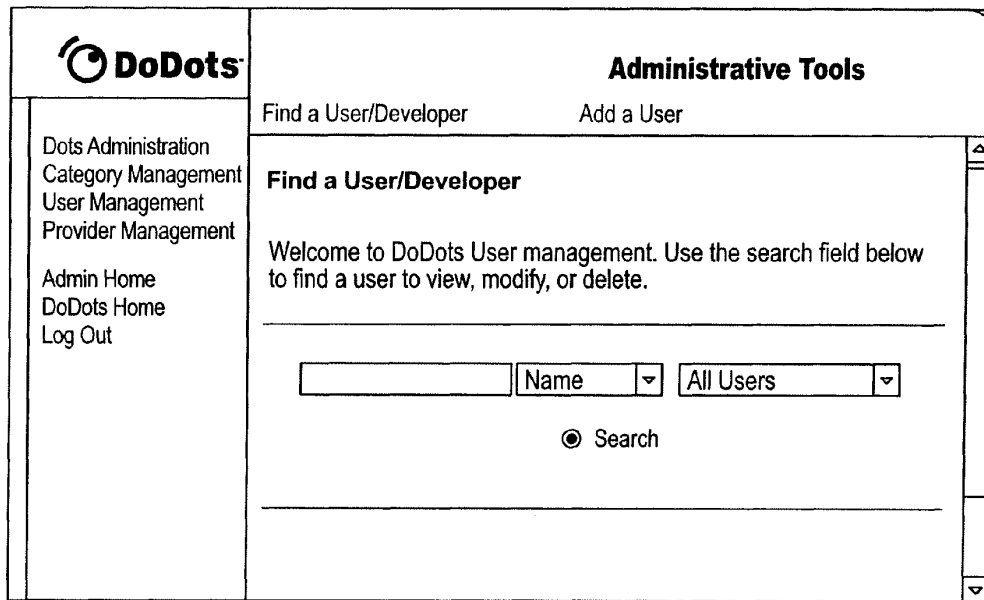 DoDots
Administrative Tools
Find a User/Developer
Add a User
Dots Administration
Category Management
User Management
Provider Management
Admin Home
DoDots Home
Log Out
Find a User/Developer
Welcome to DoDots User management. Use the search field below
to find a user to view, modify, or delete.
Name
All Users
Search